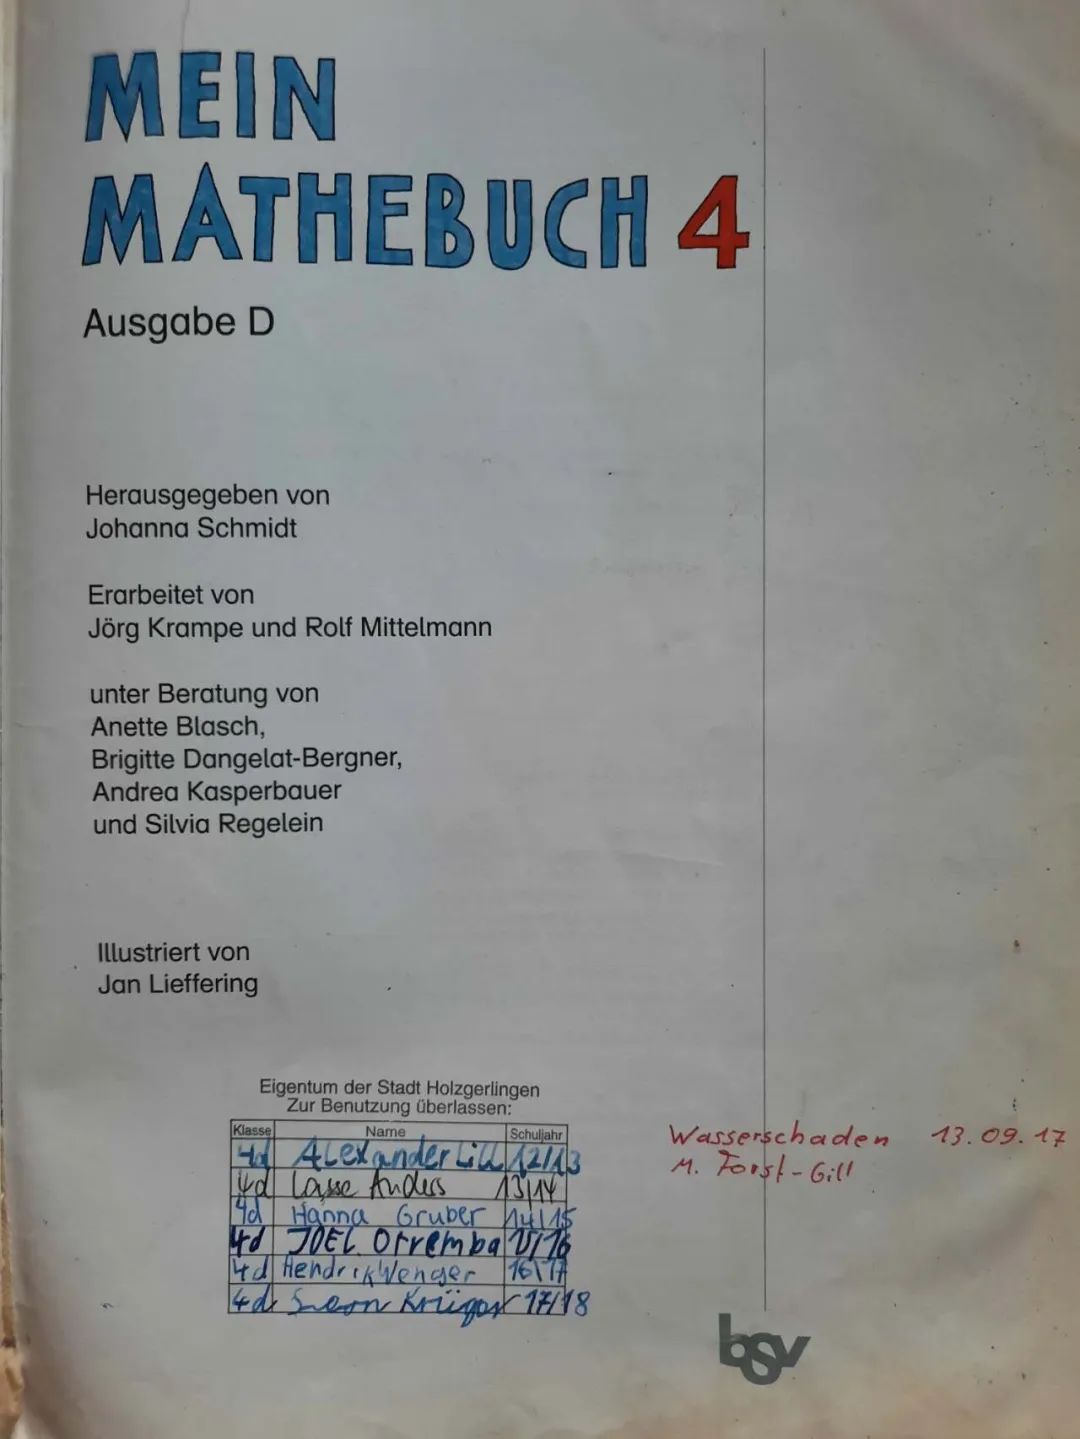 MEIN
MATHEBUCH 4
Ausgabe D
Herausgegeben von
Johanna Schmidt
Erarbeitet von
Jörg Krampe und Rolf Mittelmann
unter Beratung von
Anette Blasch,
Brigitte Dangelat-Bergner,
Andrea Kasperbauer
und Silvia Regelein
Illustriert von
Jan Lieffering
Eigentum der Stadt Holzgerlingen
Zur Benutzung überlassen:
Klasse Name Schuljahr
4d Alexander Lill 12/13
4d Lasse Anders 13/14
4d Hanna Gruber 14/15
4d JOEL Orremba 15/16
4d Hendrik Wenger 16/17
4d Krüger 17/18
Wasserschaden 13.09.17
M. Forst-Gill
bsv